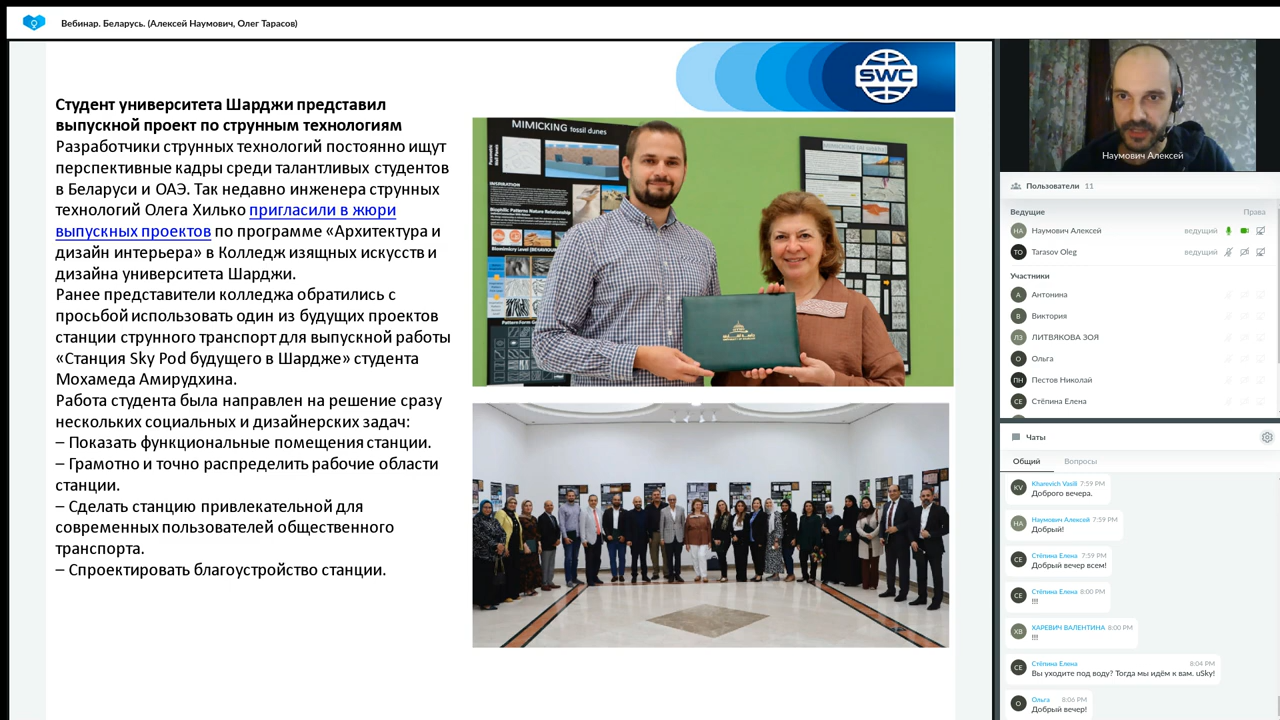 Вебинар. Беларусь. (Алексей Наумович, Олег Тарасов)
SWC
Студент университета Шарджи представил
выпускной проект по струнным технологиям
Разработчики струнных технологий постоянно ищут
перспективные кадры среди талантливых студентов
в Беларуси и ОАЭ. Так недавно инженера струнных
технологий Олега Хилько пригласили в жюри
выпускных проектов по программе «Архитектура и
дизайн интерьера» в Колледж изящных искусств и
дизайна университета Шарджи.
Ранее представители колледжа обратились с
просьбой использовать один из будущих проектов
станции струнного транспорт для выпускной работы
«Станция Sky Pod будущего в Шардже» студента
Мохамеда Амирудхина.
Работа студента была направлен на решение сразу
нескольких социальных и дизайнерских задач:
– Показать функциональные помещения станции.
– Грамотно и точно распределить рабочие области
станции.
– Сделать станцию привлекательной для
современных пользователей общественного
транспорта.
– Спроектировать благоустройство станции.
MIMICKING fossil dunes
INSPIRATION
Biophilic Patterns Nature Relationship
Наумович Алексей
Пользователи 11
Ведущие Права
НА Наумович Алексей ведущий
TO Tarasov Oleg ведущий
Участники
А Антонина
В Виктория
ЛЗ ЛИТВЯКОВА ЗОЯ
О Ольга
ПН Пестов Николай
СЕ Стёпина Елена
Чаты
Общий Вопросы
KV Kharevich Vasili 7:59 PM
Доброго вечера.
НА Наумович Алексей 7:59 PM
Добрый!
СЕ Стёпина Елена 7:59 PM
Добрый вечер всем!
СЕ Стёпина Елена 8:00 PM
!!!
ХВ ХАРЕВИЧ ВАЛЕНТИНА 8:00 PM
!!!
СЕ Стёпина Елена 8:04 PM
Вы уходите под воду? Тогда мы идём к вам. uSky!
О Ольга 8:06 PM
Добрый вечер!